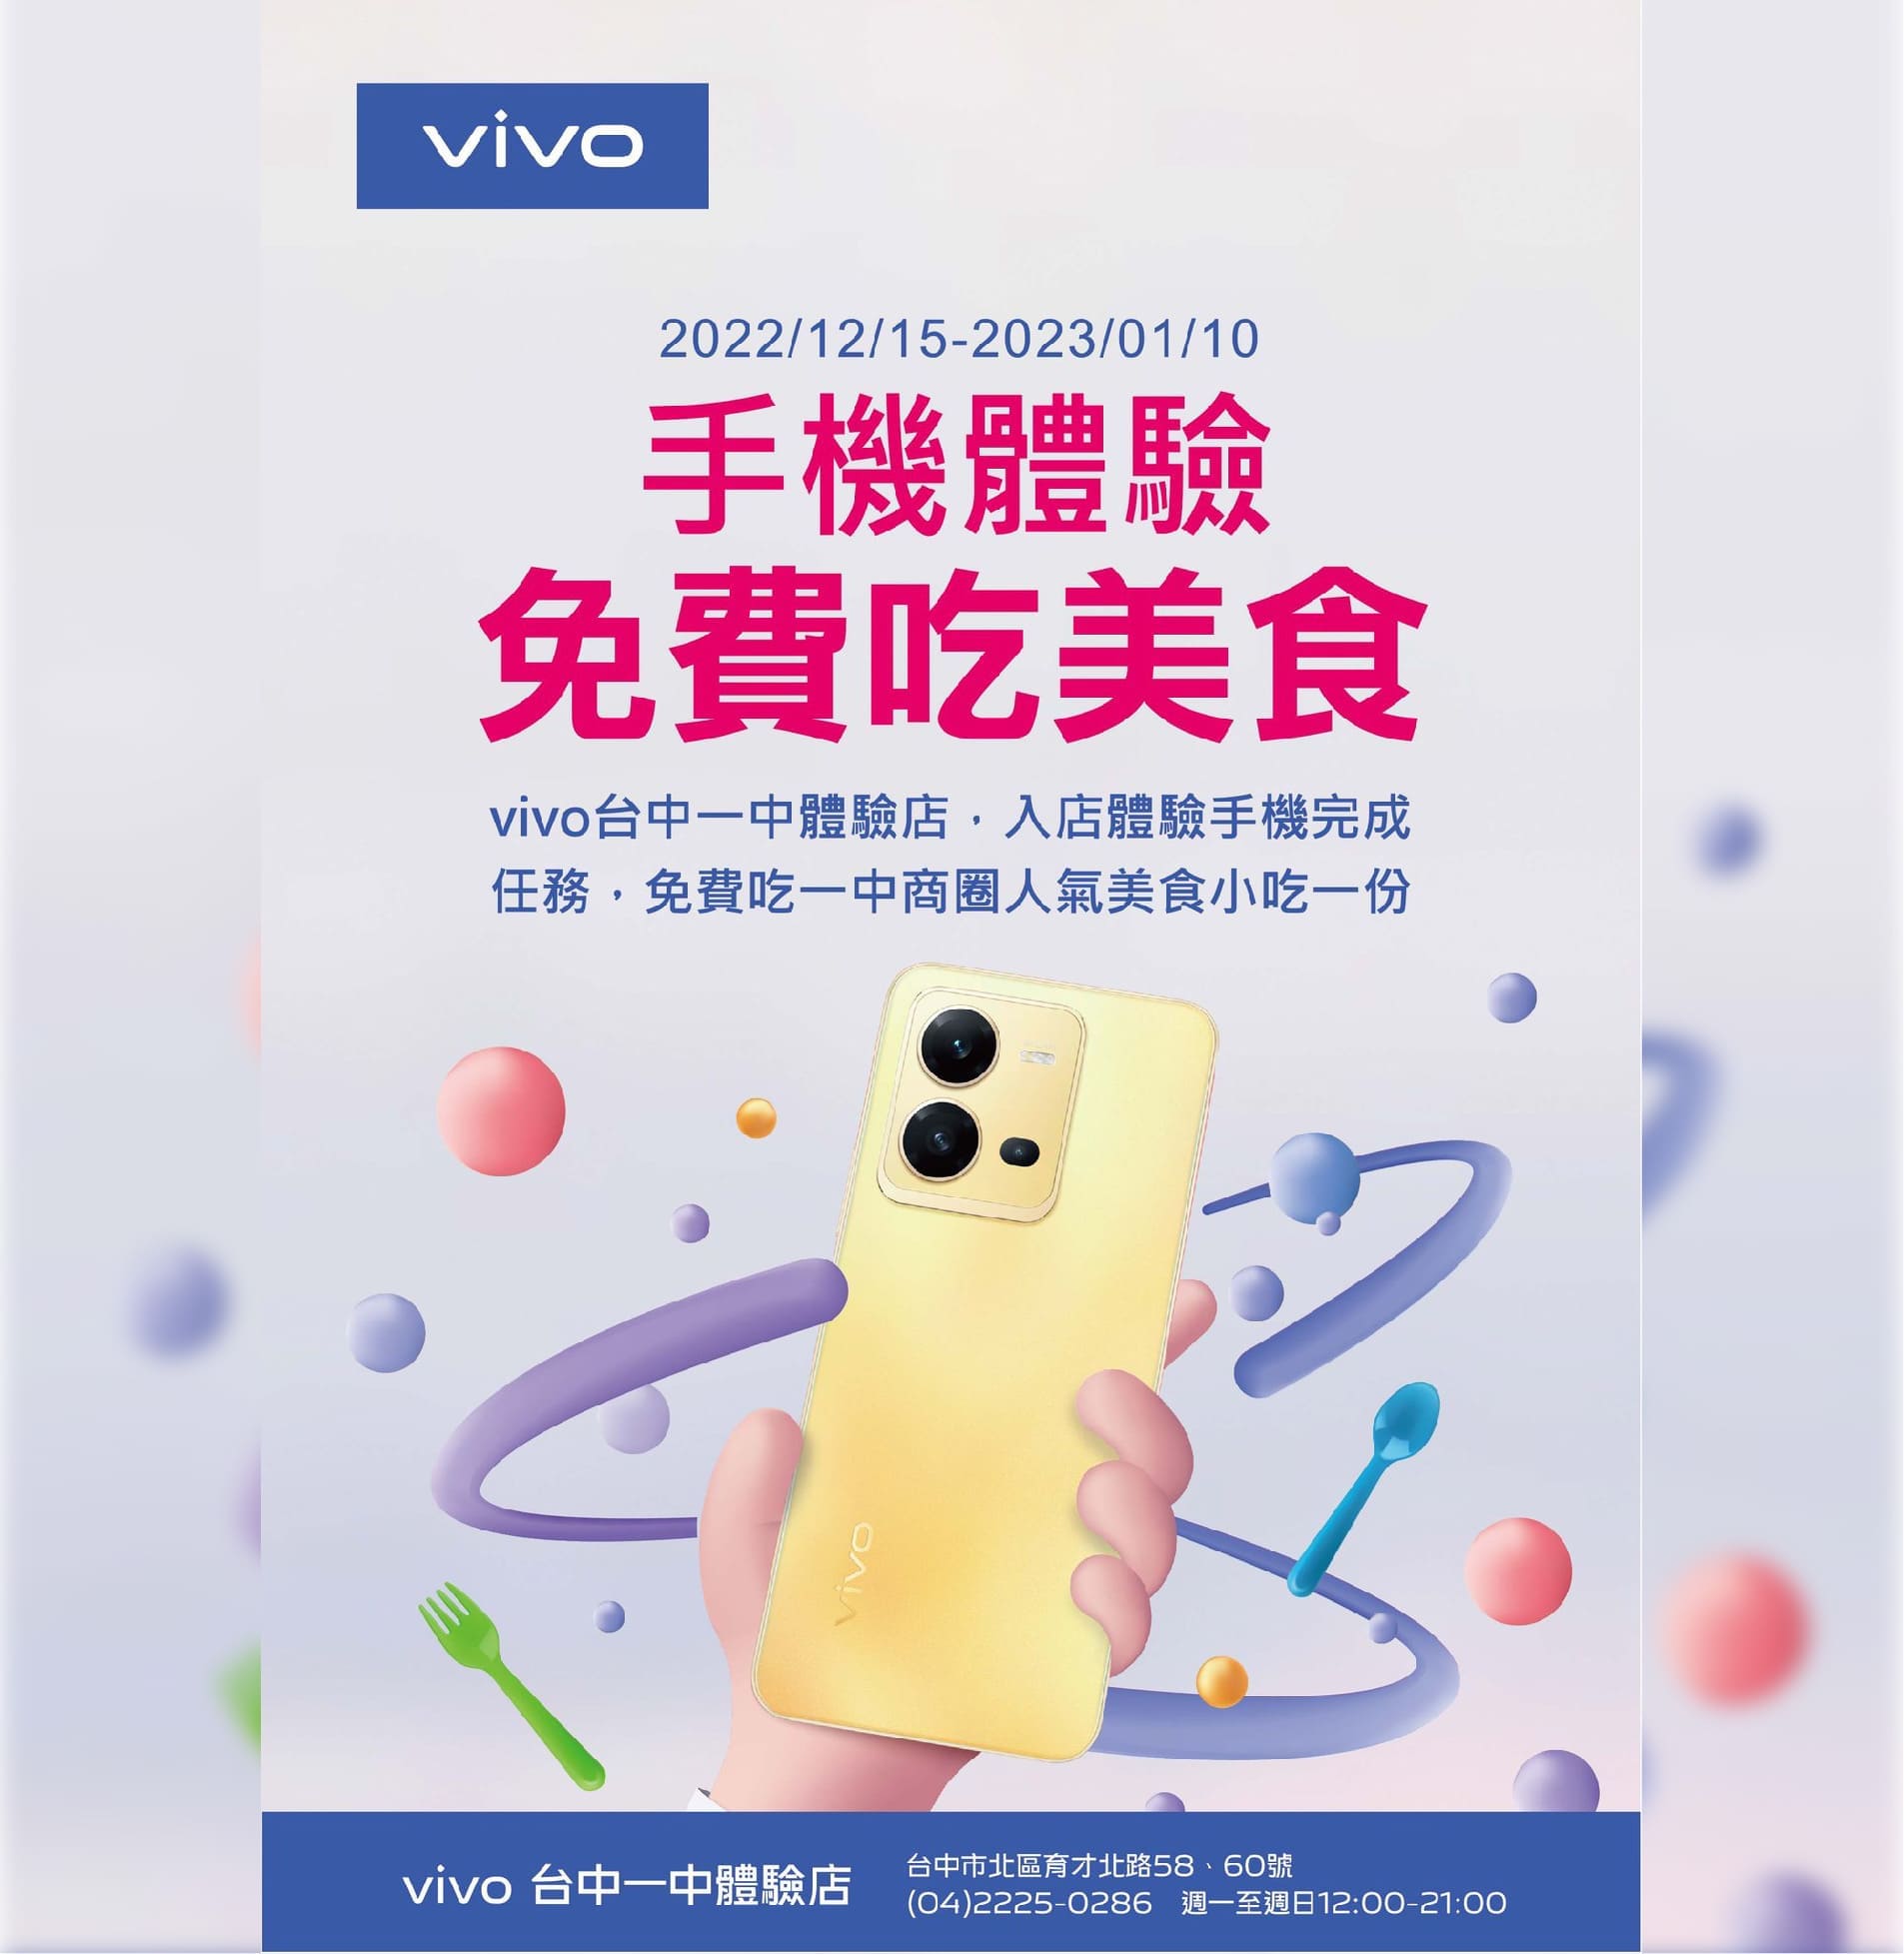 vivo
2022/12/15-2023/01/10
手機體驗
免費吃美食
vivo台中一中體驗店，入店體驗手機完成
任務，免費吃一中商圈人氣美食小吃一份
vivo
vivo 台中一中體驗店
台中市北區育才北路58、60號
(04)2225-0286 週一至週日12:00-21:00